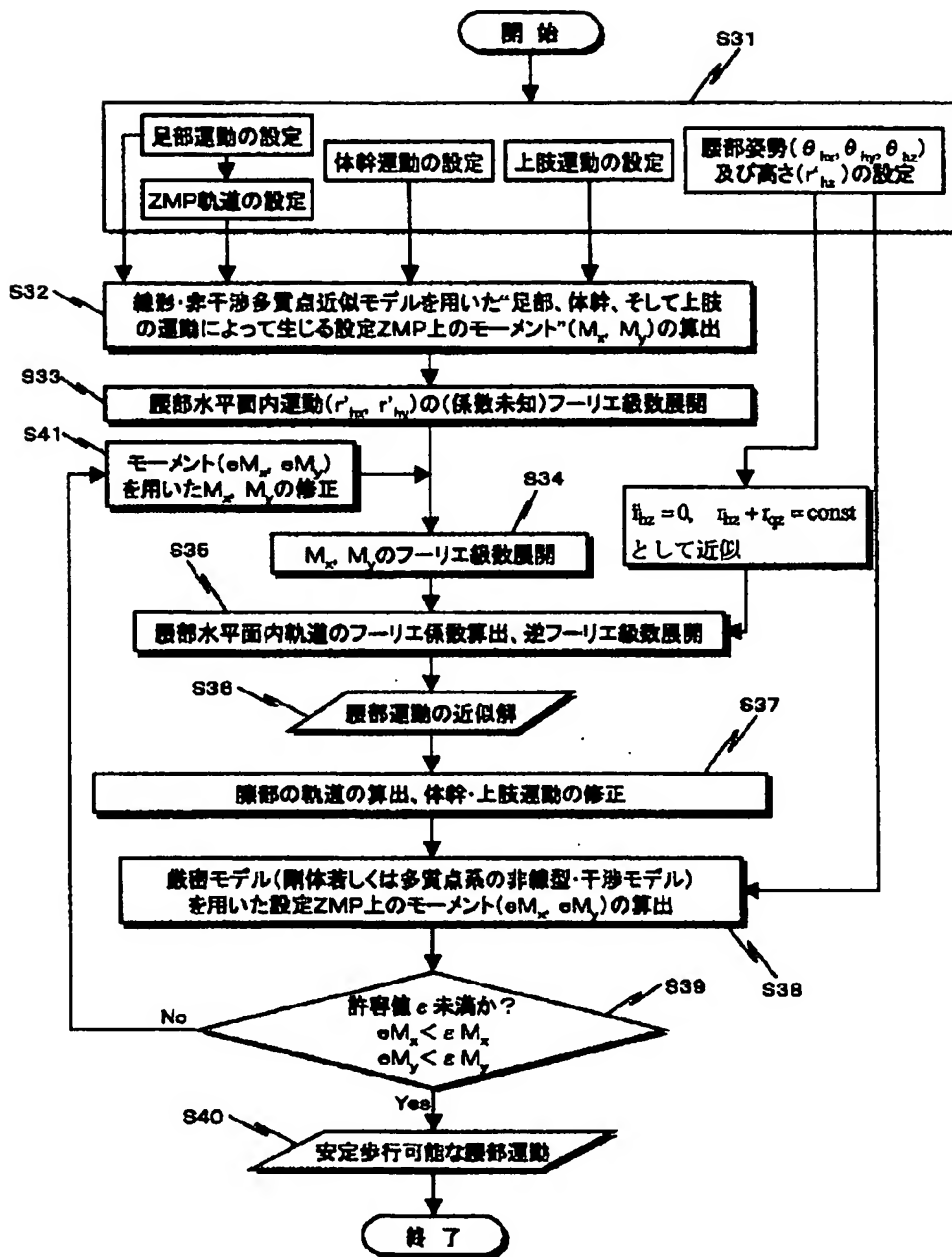 開始
S31
足部運動の設定
ZMP軌道の設定
体幹運動の設定
上肢運動の設定
腰部姿勢(θhx, θhy, θhz)
及び高さ(r'hz)の設定
S32
線形・非干渉多質点近似モデルを用いた“足部、体幹、そして上肢
の運動によって生じる設定ZMP上のモーメント”(Mx, My)の算出
S33
腰部水平面内運動(r'hx, r'hy)の(係数未知)フーリエ級数展開
S41
モーメント(eMx, eMy)
を用いたMx, Myの修正
S34
Mx, Myのフーリエ級数展開
r̈hz = 0, rhz + rqz = const
として近似
S35
腰部水平面内軌道のフーリエ係数算出、逆フーリエ級数展開
S36
腰部運動の近似解
S37
腰部の軌道の算出、体幹・上肢運動の修正
厳密モデル(剛体若しくは多質点系の非線型・干渉モデル)
を用いた設定ZMP上のモーメント(eMx, eMy)の算出
S38
S39
許容値ε未満か?
eMx < εMx
eMy < εMy
No
Yes
S40
安定歩行可能な腰部運動
終了